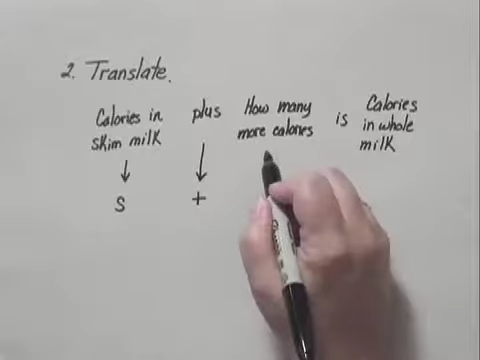 2. Translate.
Calories in skim milk
plus
How many more calories
is
Calories in whole milk
S
+